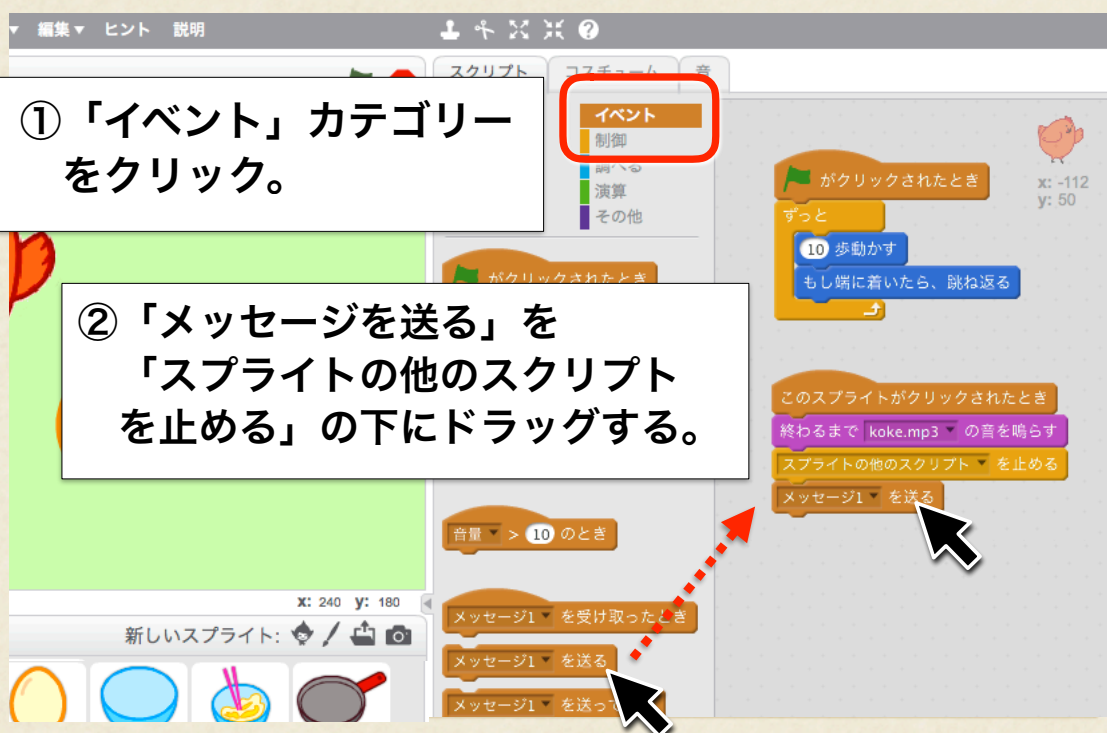 編集▼ ヒント 説明
スクリプト コスチューム 音
①「イベント」カテゴリー
をクリック。
イベント
制御
調べる
演算
その他
がクリックされたとき
②「メッセージを送る」を
「スプライトの他のスクリプト
を止める」の下にドラッグする。
音量▼ > 10 のとき
メッセージ1▼ を受け取ったとき
メッセージ1▼ を送る
メッセージ1▼ を送って
x: 240 y: 180
新しいスプライト:
がクリックされたとき
ずっと
10 歩動かす
もし端に着いたら、跳ね返る
x: -112
y: 50
このスプライトがクリックされたとき
終わるまで koke.mp3▼ の音を鳴らす
スプライトの他のスクリプト▼ を止める
メッセージ1▼ を送る